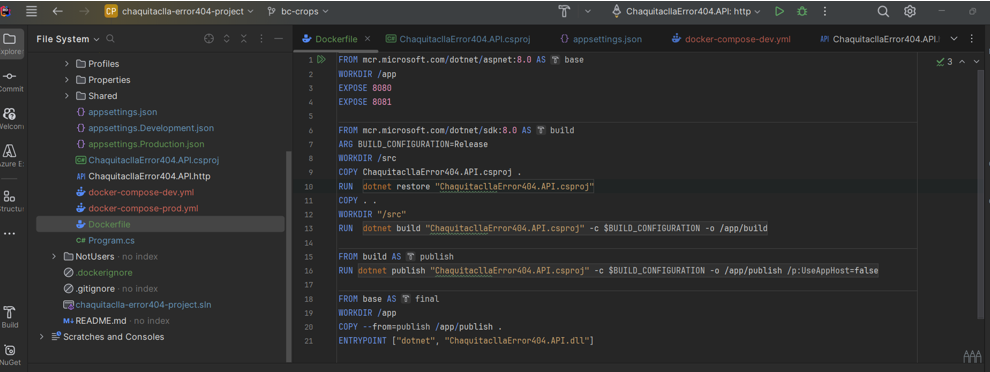 CP chaquitaclla-error404-project bc-crops ChaquitacllaError404.API: http
File System
Explore
Commit
Welcom
Azure E
Structu
Build
NuGet
Profiles
Properties
Shared
appsettings.json
appsettings.Development.json
appsettings.Production.json
ChaquitacllaError404.API.csproj
ChaquitacllaError404.API.http
docker-compose-dev.yml
docker-compose-prod.yml
Dockerfile
Program.cs
NotUsers · no index
.dockerignore
.gitignore · no index
chaquitaclla-error404-project.sln
README.md · no index
Scratches and Consoles
Dockerfile ChaquitacllaError404.API.csproj appsettings.json docker-compose-dev.yml ChaquitacllaError404.API.
3
1 FROM mcr.microsoft.com/dotnet/aspnet:8.0 AS base
2 WORKDIR /app
3 EXPOSE 8080
4 EXPOSE 8081
5
6 FROM mcr.microsoft.com/dotnet/sdk:8.0 AS build
7 ARG BUILD_CONFIGURATION=Release
8 WORKDIR /src
9 COPY ChaquitacllaError404.API.csproj .
10 RUN dotnet restore "ChaquitacllaError404.API.csproj"
11 COPY . .
12 WORKDIR "/src"
13 RUN dotnet build "ChaquitacllaError404.API.csproj" -c $BUILD_CONFIGURATION -o /app/build
14
15 FROM build AS publish
16 RUN dotnet publish "ChaquitacllaError404.API.csproj" -c $BUILD_CONFIGURATION -o /app/publish /p:UseAppHost=false
17
18 FROM base AS final
19 WORKDIR /app
20 COPY --from=publish /app/publish .
21 ENTRYPOINT ["dotnet", "ChaquitacllaError404.API.dll"]